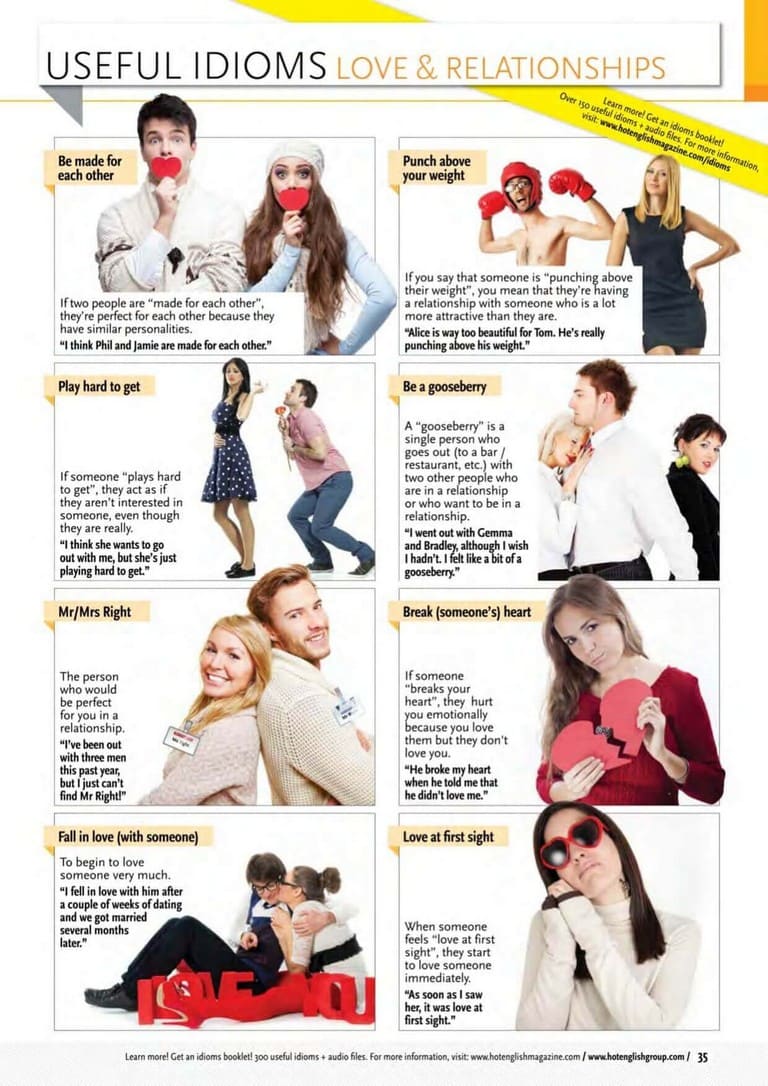 USEFUL IDIOMS LOVE & RELATIONSHIPS
Learn more! Get an idioms booklet!
Over 150 useful idioms + audio files. For more information,
visit: www.hotenglishmagazine.com/idioms
Be made for
each other
If two people are “made for each other”,
they’re perfect for each other because they
have similar personalities.
“I think Phil and Jamie are made for each other.”
Punch above
your weight
If you say that someone is “punching above
their weight”, you mean that they’re having
a relationship with someone who is a lot
more attractive than they are.
“Alice is way too beautiful for Tom. He’s really
punching above his weight.”
Play hard to get
If someone “plays hard
to get”, they act as if
they aren’t interested in
someone, even though
they are really.
“I think she wants to go
out with me, but she’s just
playing hard to get.”
Be a gooseberry
A “gooseberry” is a
single person who
goes out (to a bar /
restaurant, etc.) with
two other people who
are in a relationship
or who want to be in a
relationship.
“I went out with Gemma
and Bradley, although I wish
I hadn’t. I felt like a bit of a
gooseberry.”
Mr/Mrs Right
The person
who would
be perfect
for you in a
relationship.
“I’ve been out
with three men
this past year,
but I just can’t
find Mr Right!”
Break (someone’s) heart
If someone
“breaks your
heart”, they hurt
you emotionally
because you love
them but they don’t
love you.
“He broke my heart
when he told me that
he didn’t love me.”
Fall in love (with someone)
To begin to love
someone very much.
“I fell in love with him after
a couple of weeks of dating
and we got married
several months
later.”
I LOVE YOU
Love at first sight
When someone
feels “love at first
sight”, they start
to love someone
immediately.
“As soon as I saw
her, it was love at
first sight.”
Learn more! Get an idioms booklet! 300 useful idioms + audio files. For more information, visit: www.hotenglishmagazine.com / www.hotenglishgroup.com / 35